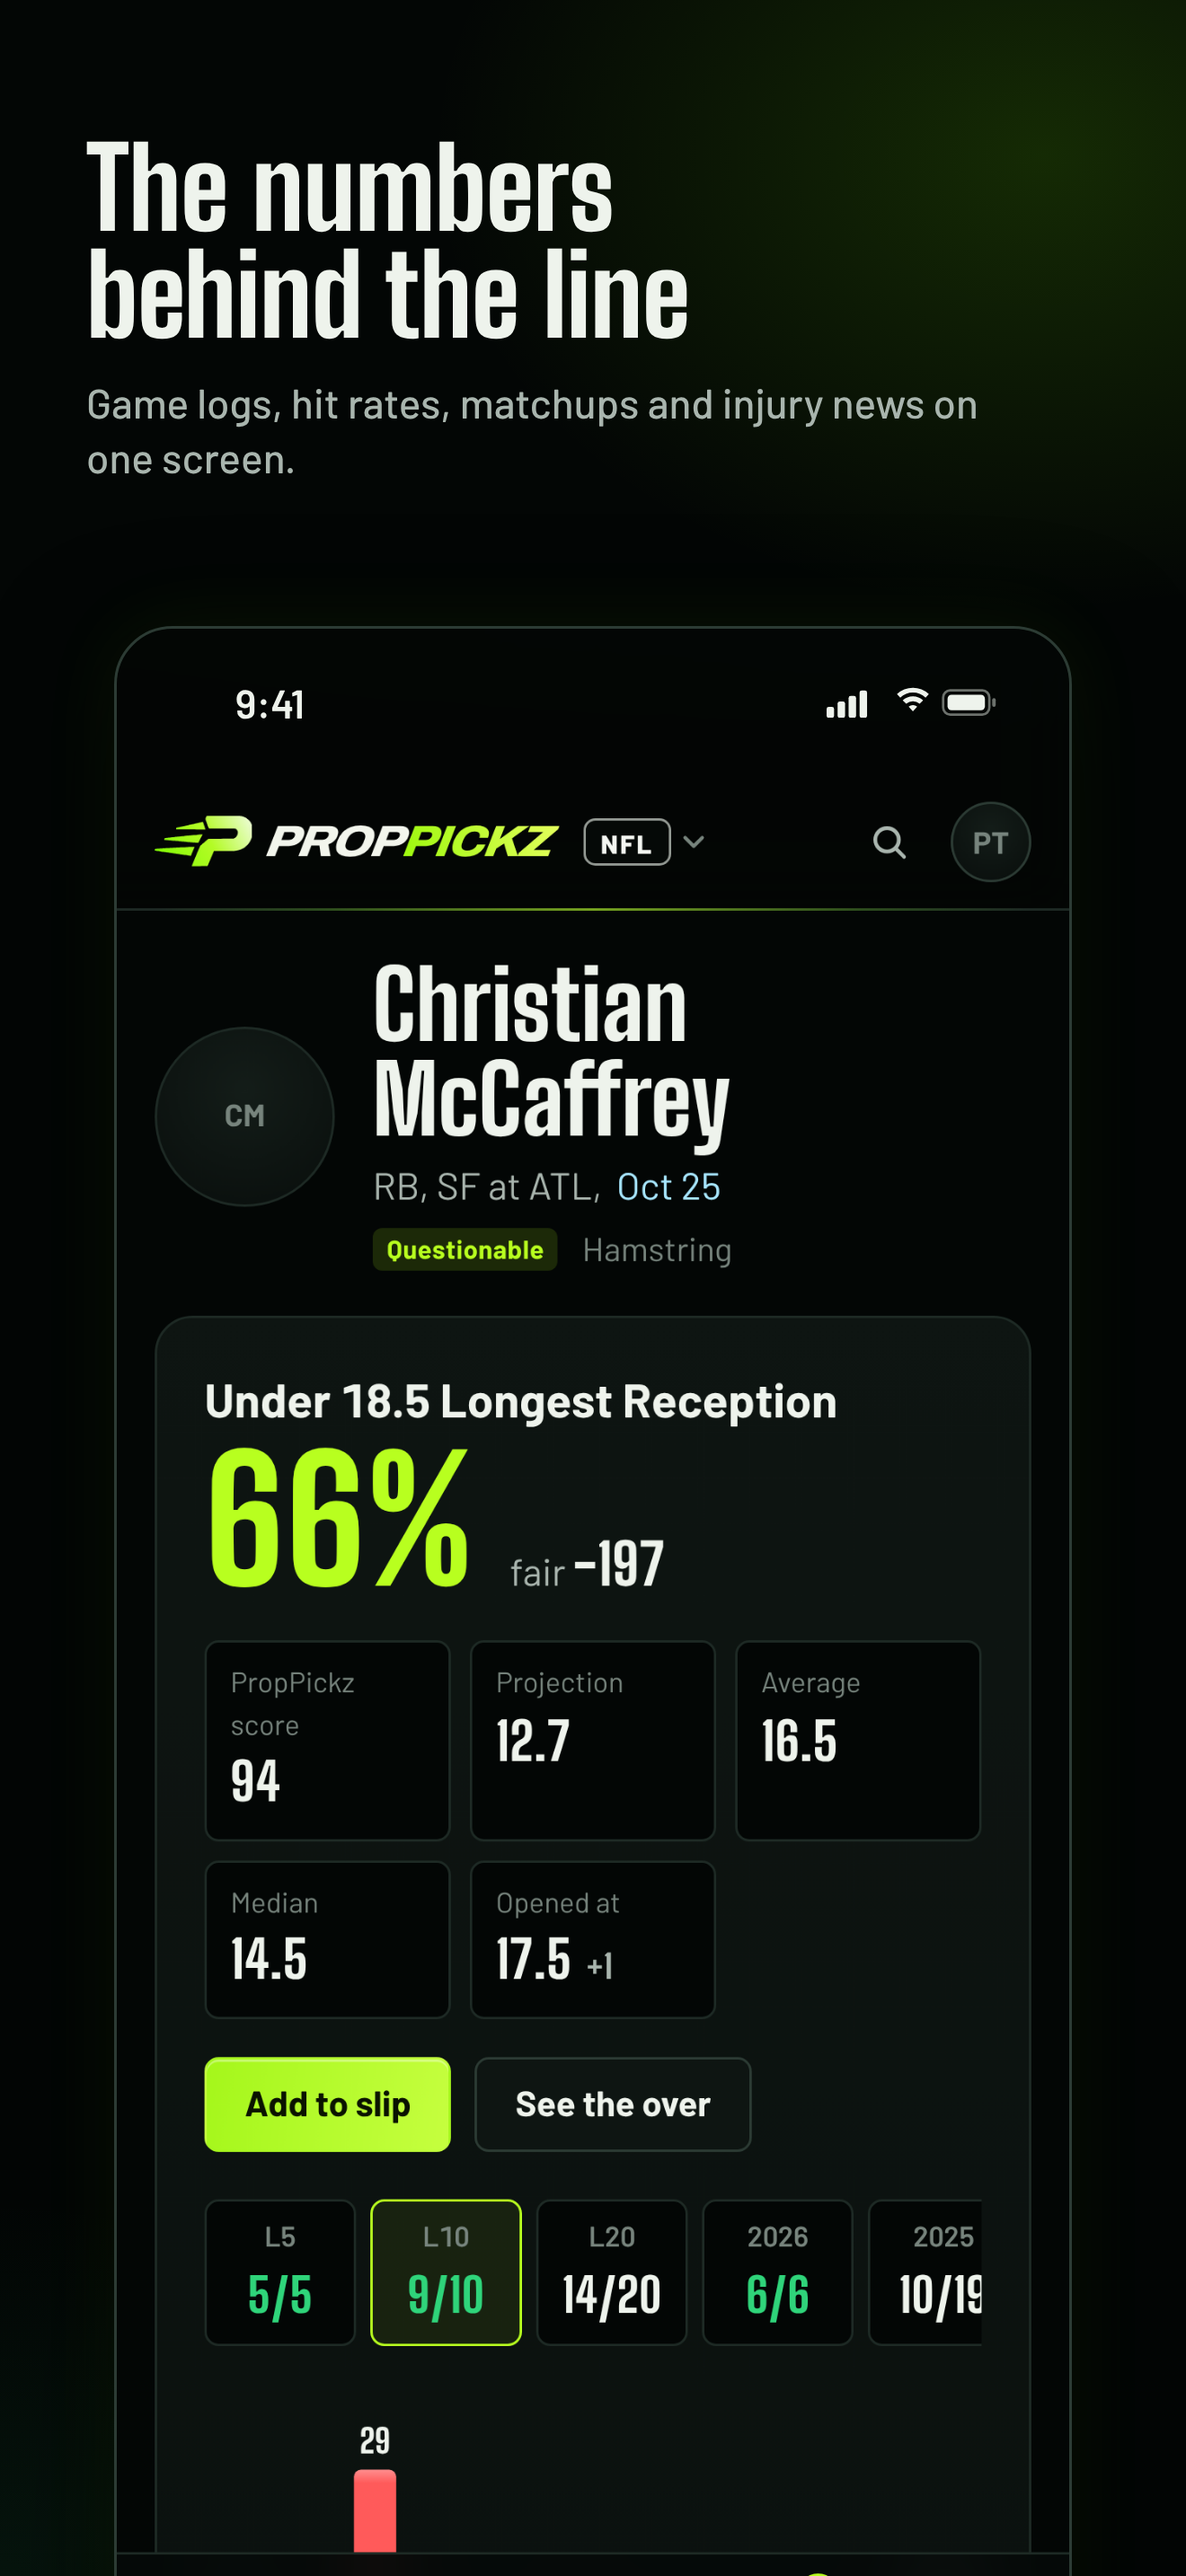 The numbers
behind the line
Game logs, hit rates, matchups and injury news on
one screen.
9:41
PROPPICKZ NFL PT
Christian
McCaffrey
CM
RB, SF at ATL, Oct 25
Questionable Hamstring
Under 18.5 Longest Reception
66% fair -197
PropPickz
score
94
Projection
12.7
Average
16.5
Median
14.5
Opened at
17.5 +1
Add to slip See the over
L5 L10 L20 2026 2025
5/5 9/10 14/20 6/6 10/19
29